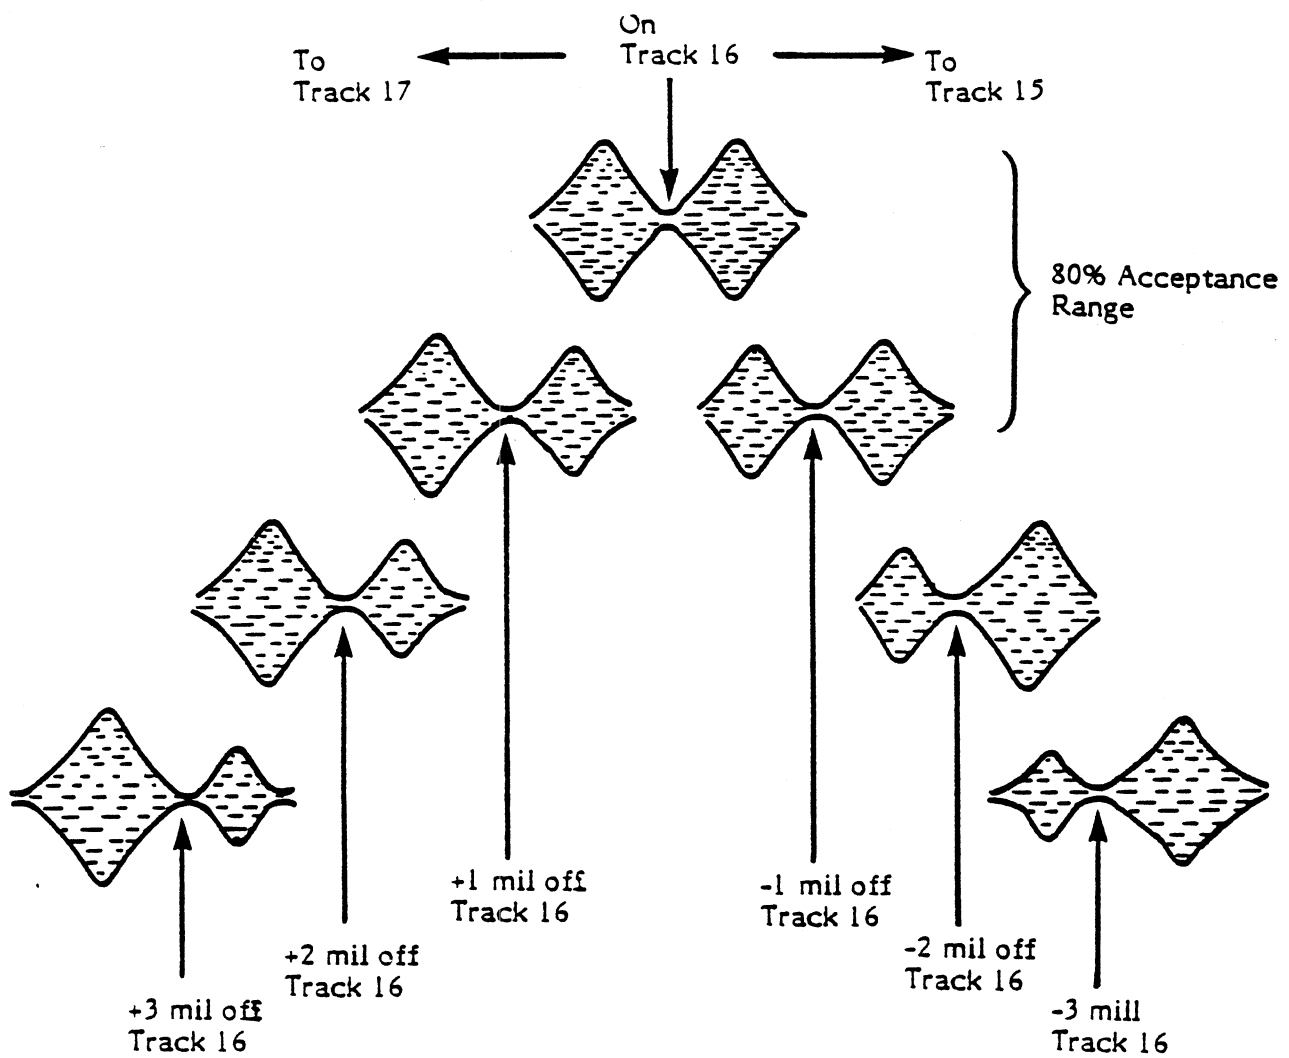 On
Track 16
To
Track 17
To
Track 15
80% Acceptance
Range
+1 mil off
Track 16
-1 mil off
Track 16
+2 mil off
Track 16
-2 mil off
Track 16
+3 mil off
Track 16
-3 mill
Track 16